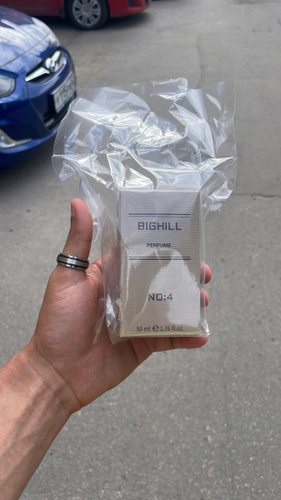 BIGHILL
PERFUME
NO:4
50 ml ℮ 1.76 fl.oz.